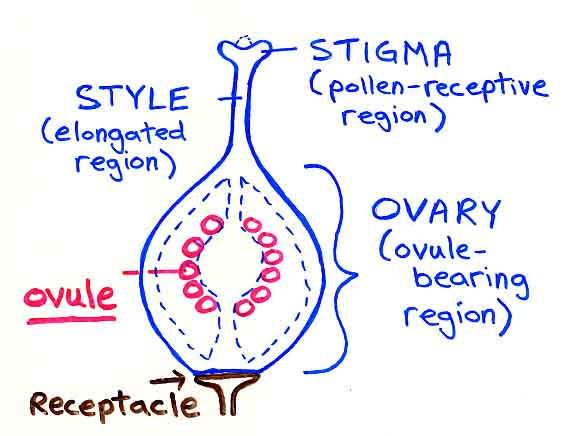 STIGMA
(pollen-receptive
region)
STYLE
(elongated
region)
OVARY
(ovule-
bearing
region)
ovule
Receptacle